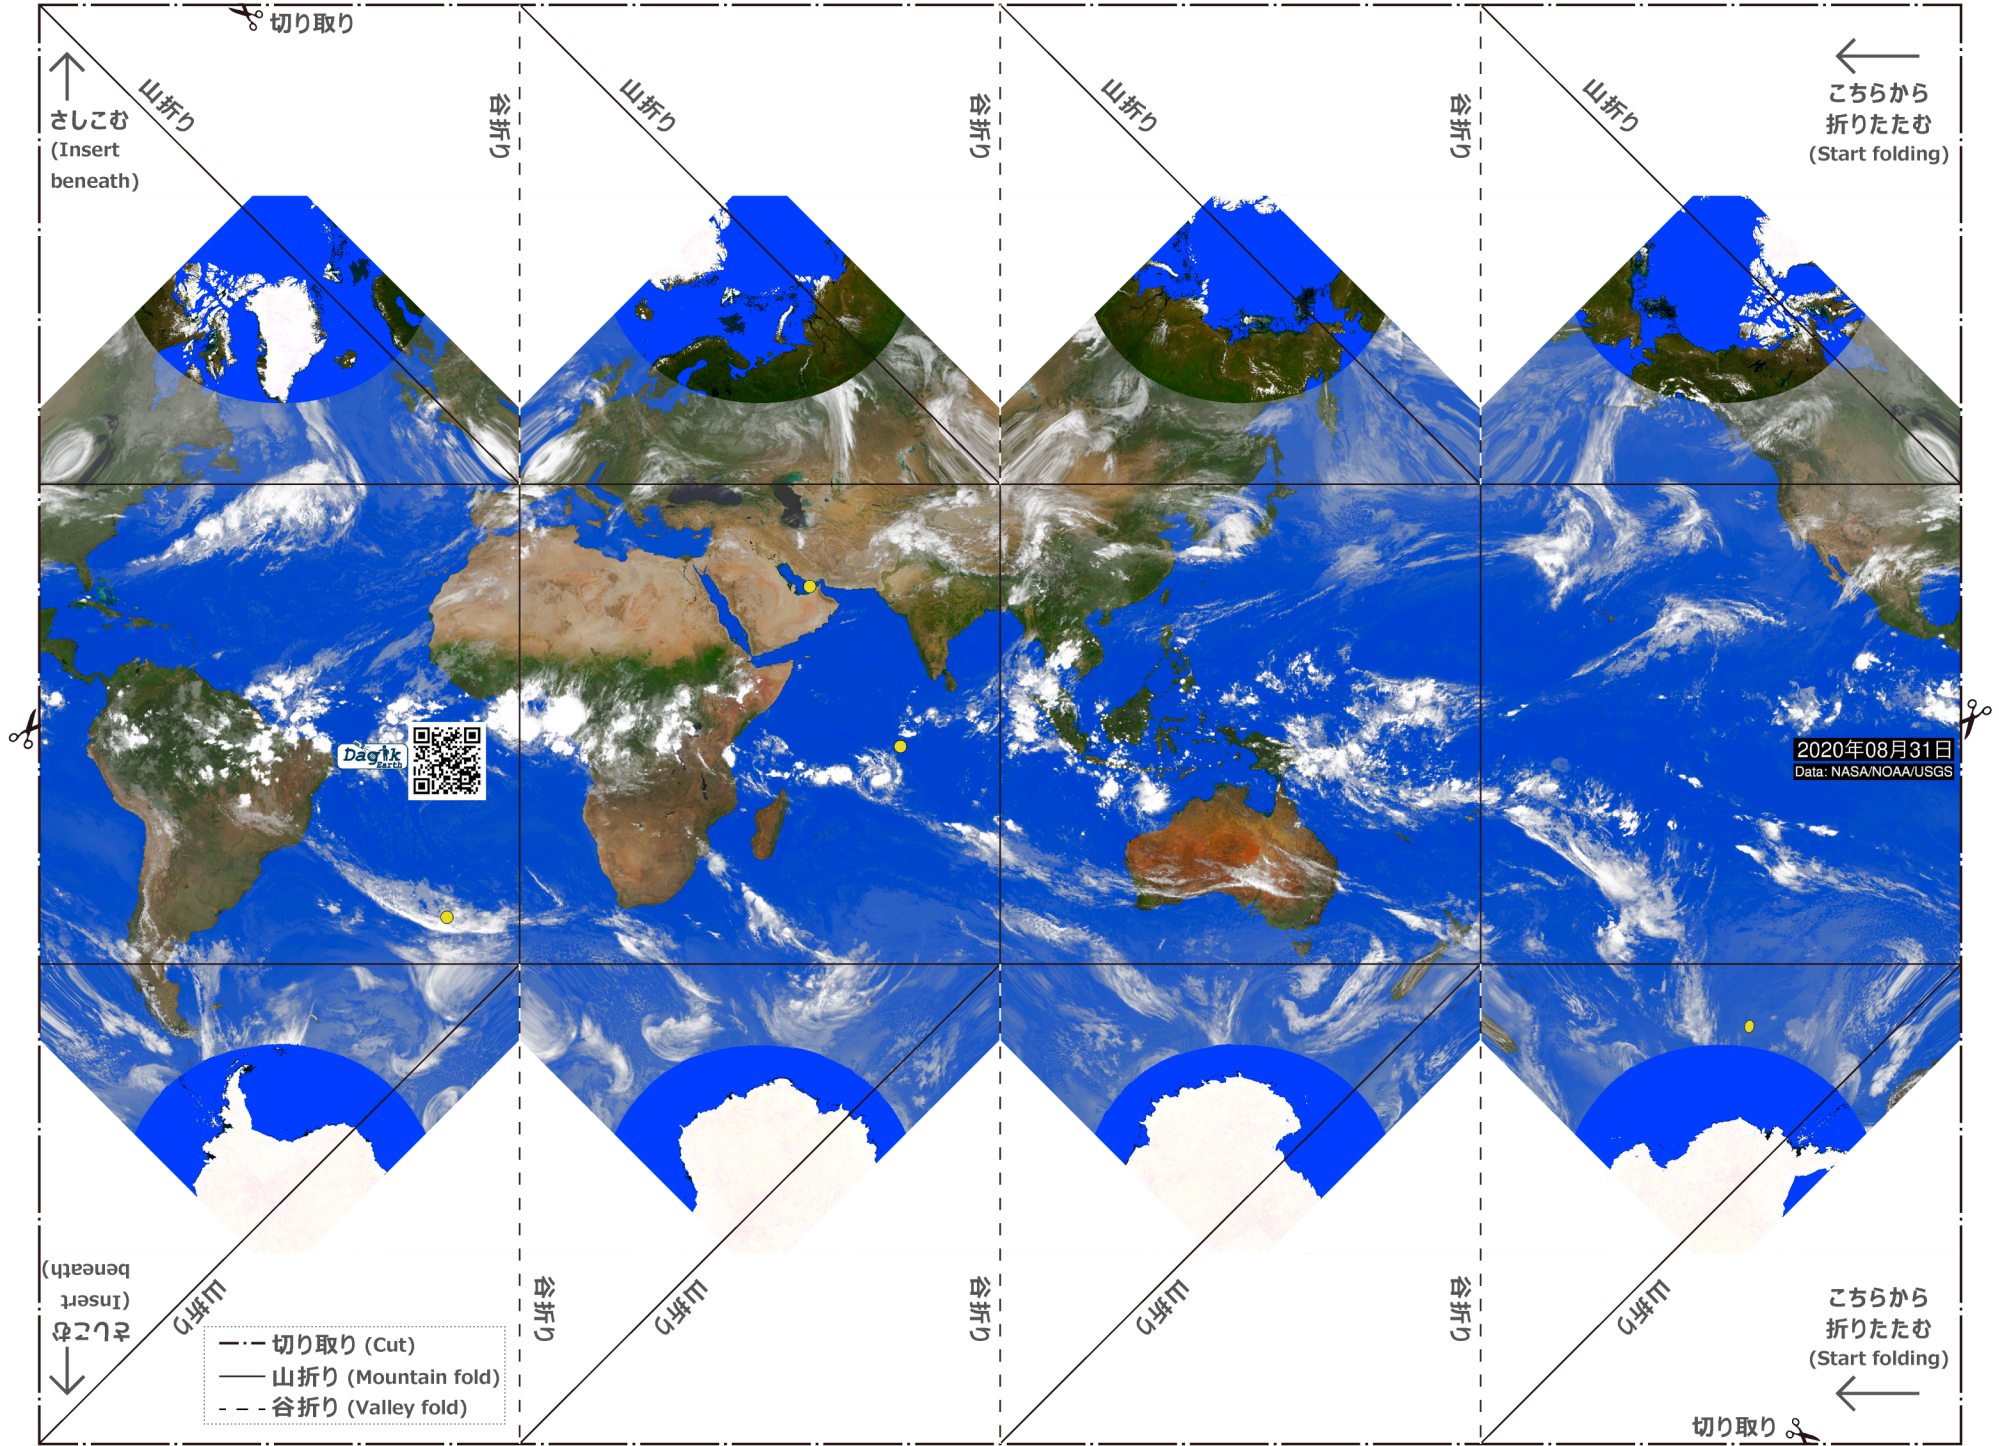 切り取り
さしこむ
(Insert
beneath)
山折り
谷折り
山折り
谷折り
山折り
谷折り
山折り
こちらから
折りたたむ
(Start folding)
Dagik
Earth
2020年08月31日
Data: NASA/NOAA/USGS
さしこむ
(Insert
beneath)
山折り
谷折り
山折り
谷折り
山折り
谷折り
山折り
こちらから
折りたたむ
(Start folding)
切り取り (Cut)
山折り (Mountain fold)
谷折り (Valley fold)
切り取り